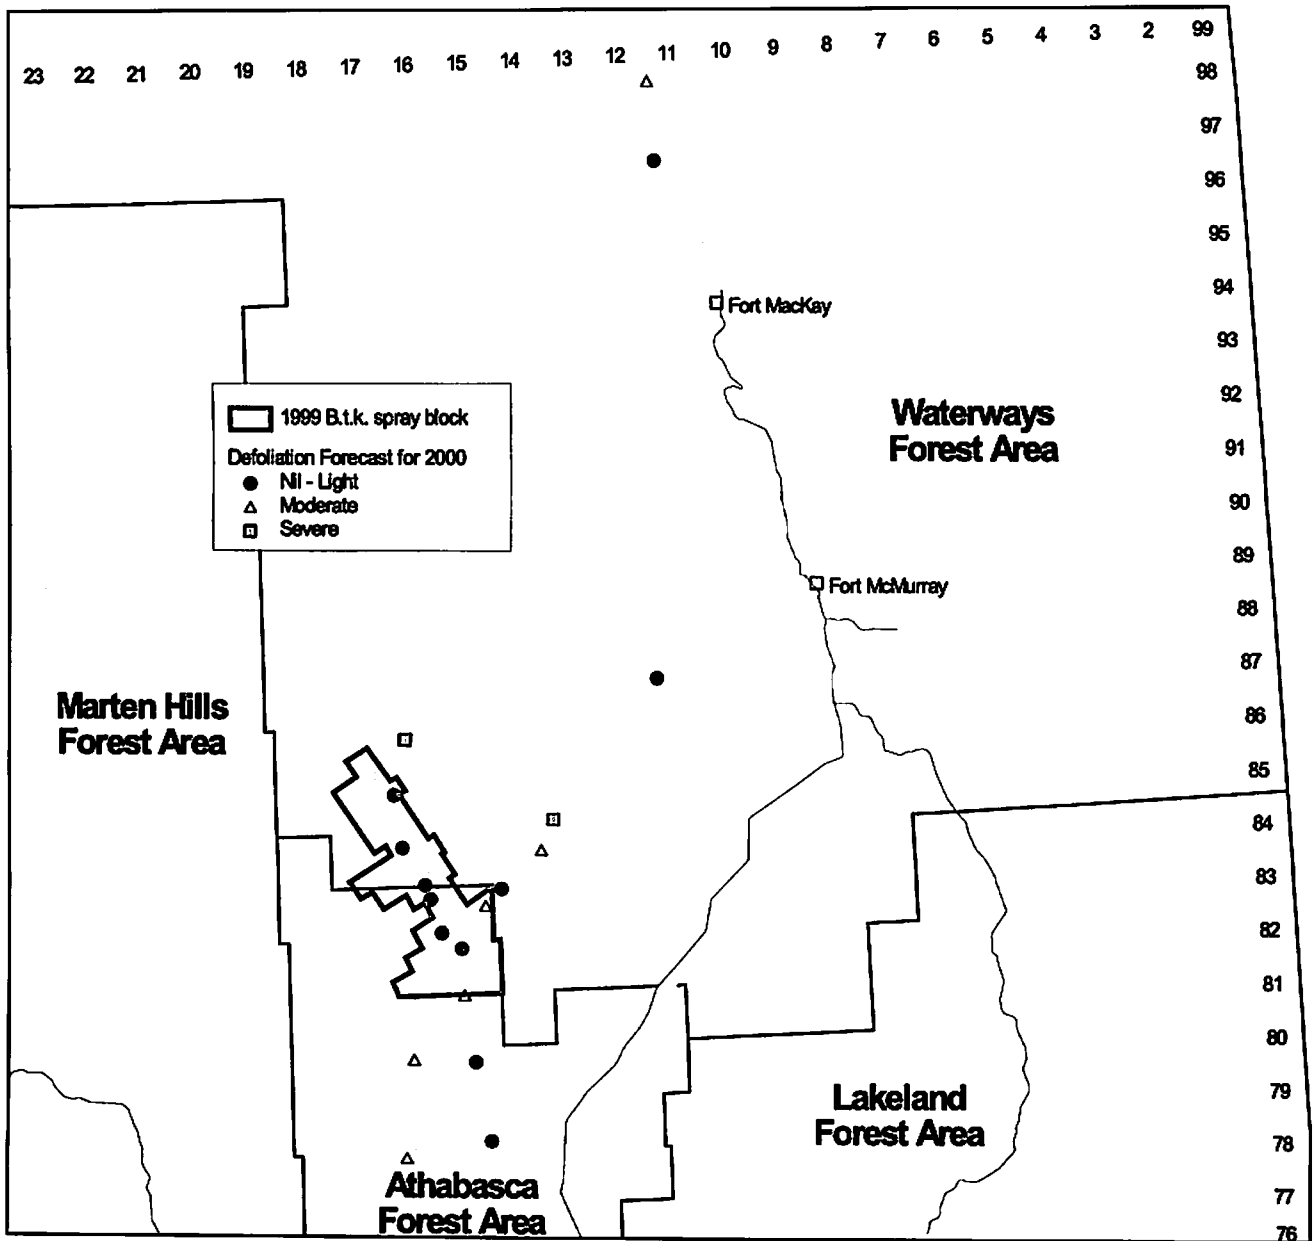 23 22 21 20 19 18 17 16 15 14 13 12 11 10 9 8 7 6 5 4 3 2 99
98
97
96
95
94
Fort MacKay
93
92
Waterways
Forest Area
91
90
89
1999 B.t.k. spray block
Defoliation Forecast for 2000
Nil - Light
Moderate
Severe
Fort McMurray
88
87
86
Marten Hills
Forest Area
85
84
83
82
81
80
79
Lakeland
Forest Area
78
Athabasca
Forest Area
77
76